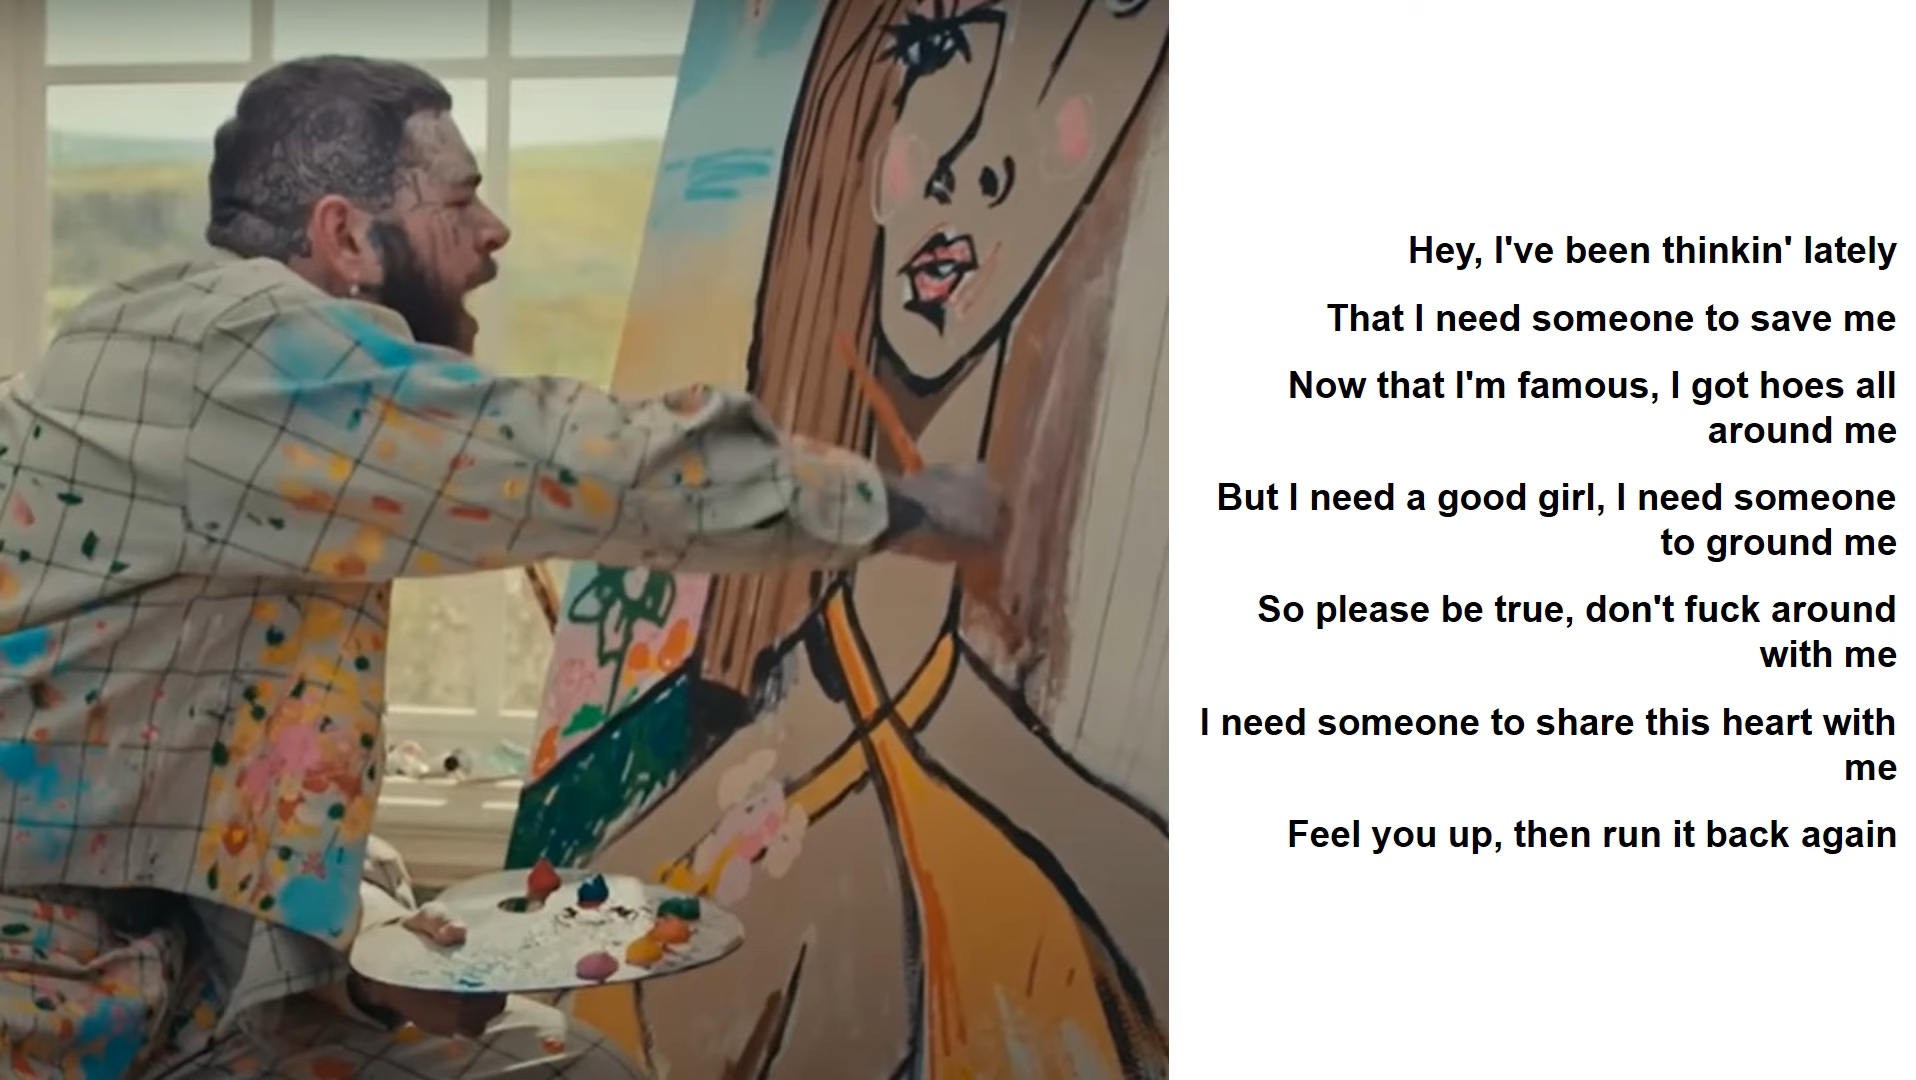 Hey, I've been thinkin' lately
That I need someone to save me
Now that I'm famous, I got hoes all
around me
But I need a good girl, I need someone
to ground me
So please be true, don't fuck around
with me
I need someone to share this heart with
me
Feel you up, then run it back again